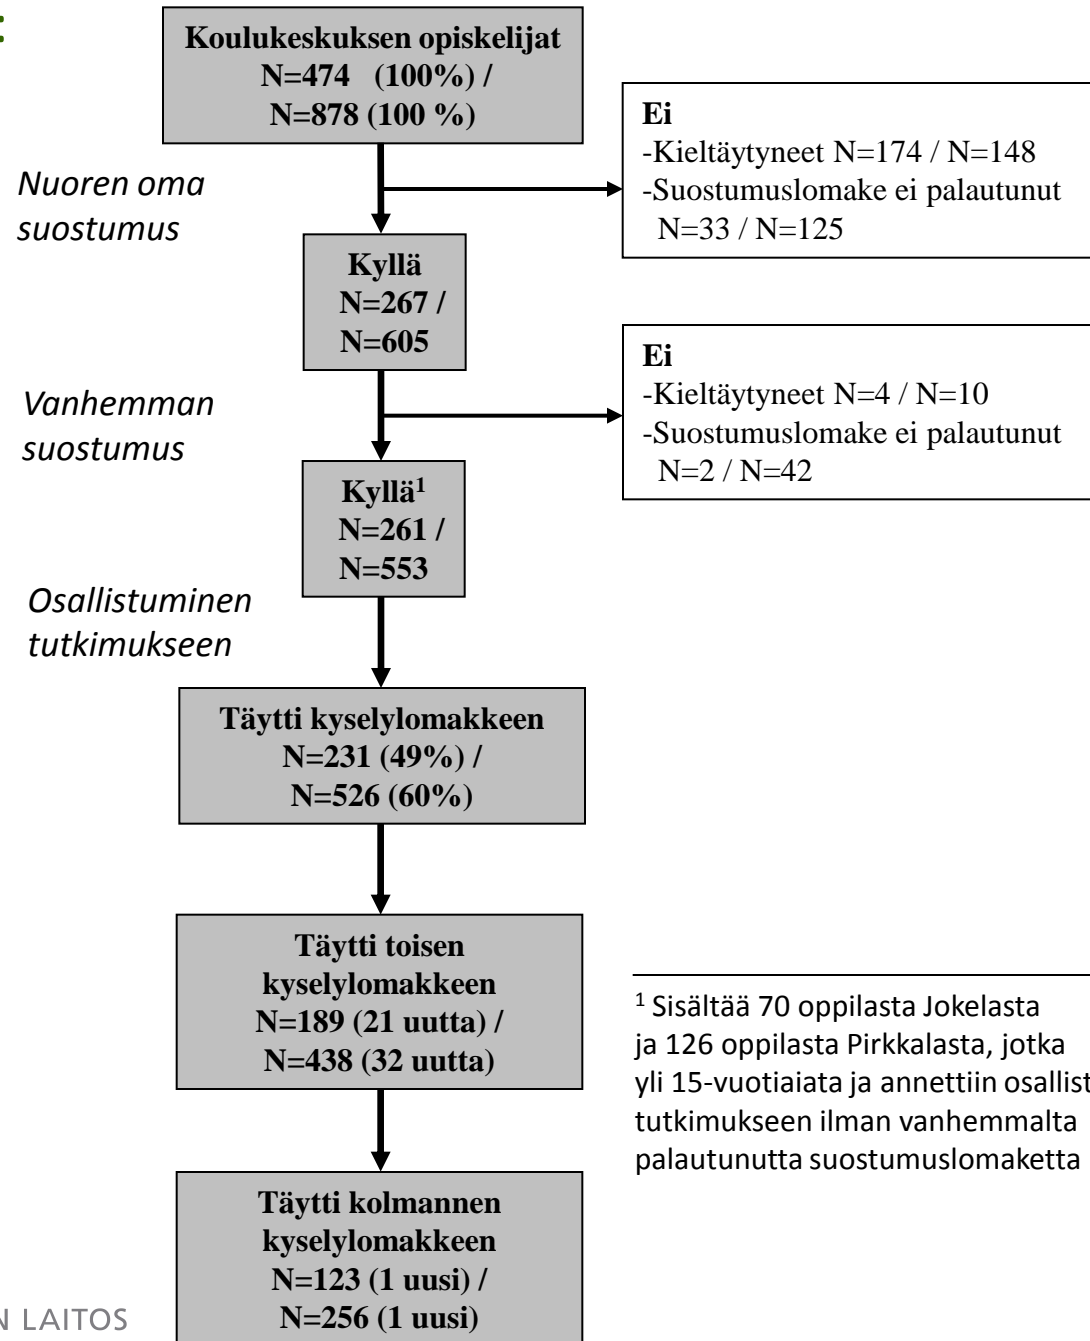 :
Koulukeskuksen opiskelijat
N=474 (100%) /
N=878 (100 %)
Ei
-Kieltäytyneet N=174 / N=148
-Suostumuslomake ei palautunut
N=33 / N=125
Nuoren oma
suostumus
Kyllä
N=267 /
N=605
Ei
-Kieltäytyneet N=4 / N=10
-Suostumuslomake ei palautunut
N=2 / N=42
Vanhemman
suostumus
Kyllä¹
N=261 /
N=553
Osallistuminen
tutkimukseen
Täytti kyselylomakkeen
N=231 (49%) /
N=526 (60%)
Täytti toisen
kyselylomakkeen
N=189 (21 uutta) /
N=438 (32 uutta)
¹ Sisältää 70 oppilasta Jokelasta
ja 126 oppilasta Pirkkalasta, jotka
yli 15-vuotiaiata ja annettiin osallist
tutkimukseen ilman vanhemmalta
palautunutta suostumuslomaketta
Täytti kolmannen
kyselylomakkeen
N=123 (1 uusi) /
N=256 (1 uusi)
N LAITOS